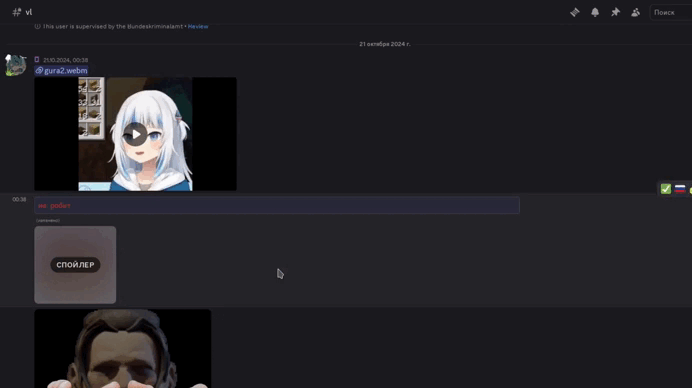 vl
Поиск
This user is supervised by the Bundeskriminalamt • Review
21 октября 2024 г.
21.10.2024, 00:38
gura2.webm
00:38
не робит
СПОЙЛЕР